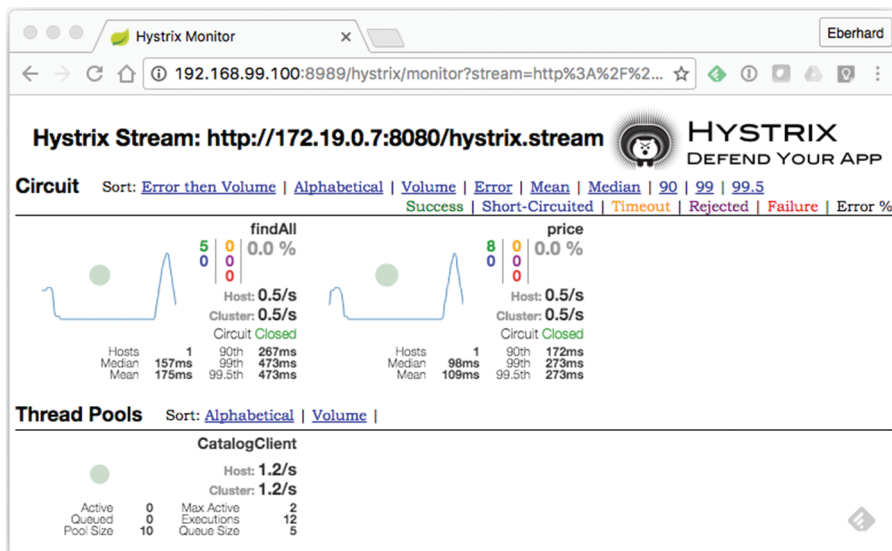 Hystrix Monitor
Eberhard
192.168.99.100:8989/hystrix/monitor?stream=http%3A%2F%2...
Hystrix Stream: http://172.19.0.7:8080/hystrix.stream
HYSTRIX
DEFEND YOUR APP
Circuit Sort: Error then Volume | Alphabetical | Volume | Error | Mean | Median | 90 | 99 | 99.5
Success | Short-Circuited | Timeout | Rejected | Failure | Error %
findAll
5 0 0.0 %
0 0
0
Host: 0.5/s
Cluster: 0.5/s
Circuit Closed
Hosts 1 90th 267ms
Median 157ms 99th 473ms
Mean 175ms 99.5th 473ms
price
8 0 0.0 %
0 0
0
Host: 0.5/s
Cluster: 0.5/s
Circuit Closed
Hosts 1 90th 172ms
Median 98ms 99th 273ms
Mean 109ms 99.5th 273ms
Thread Pools Sort: Alphabetical | Volume |
CatalogClient
Host: 1.2/s
Cluster: 1.2/s
Active 0 Max Active 2
Queued 0 Executions 12
Pool Size 10 Queue Size 5